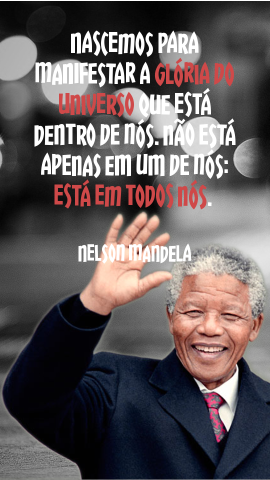 NASCEMOS PARA
MANIFESTAR A GLÓRIA DO
UNIVERSO QUE ESTÁ
DENTRO DE NÓS. NÃO ESTÁ
APENAS EM UM DE NÓS:
ESTÁ EM TODOS NÓS.
NELSON MANDELA